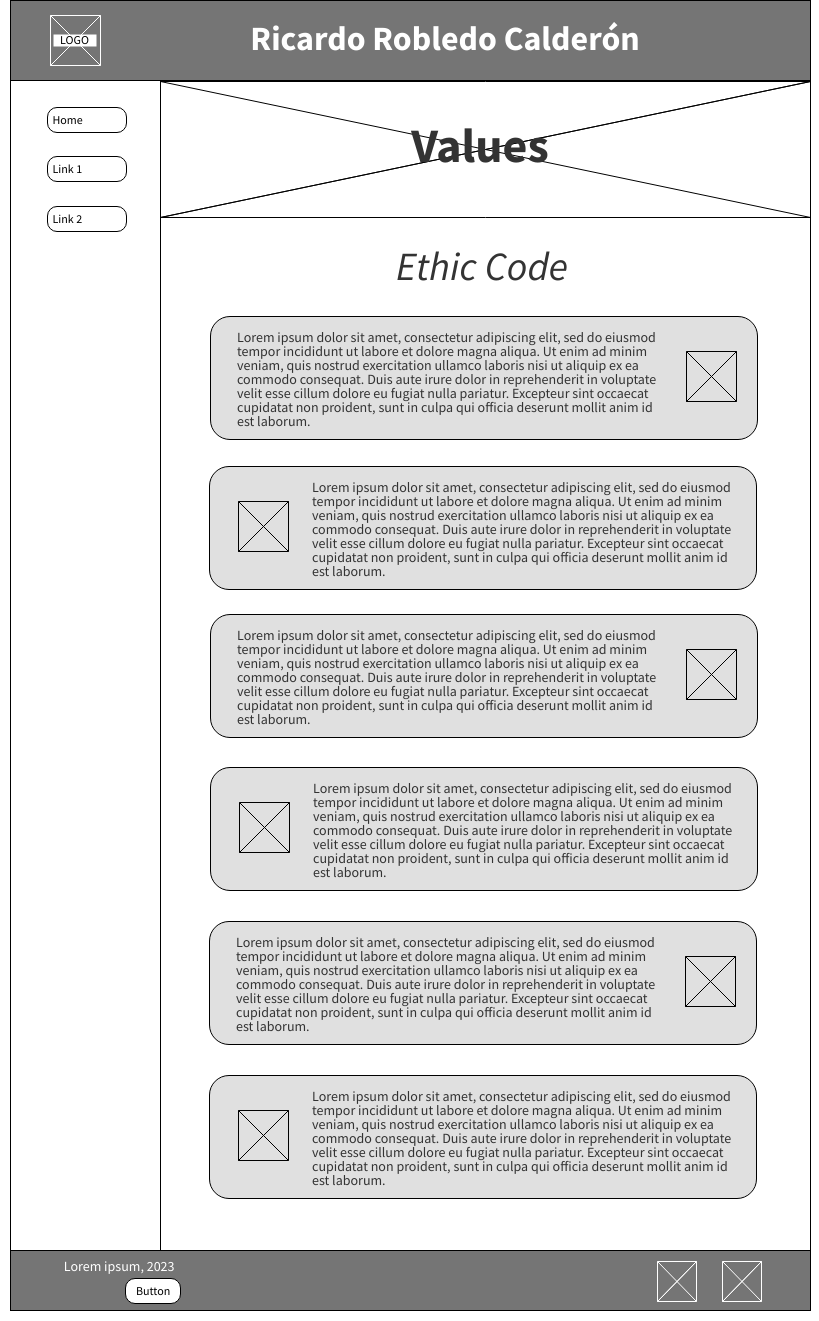 LOGO
Ricardo Robledo Calderón
Home
Link 1
Link 2
Values
Ethic Code
Lorem ipsum dolor sit amet, consectetur adipiscing elit, sed do eiusmod
tempor incididunt ut labore et dolore magna aliqua. Ut enim ad minim
veniam, quis nostrud exercitation ullamco laboris nisi ut aliquip ex ea
commodo consequat. Duis aute irure dolor in reprehenderit in voluptate
velit esse cillum dolore eu fugiat nulla pariatur. Excepteur sint occaecat
cupidatat non proident, sunt in culpa qui officia deserunt mollit anim id
est laborum.
Lorem ipsum dolor sit amet, consectetur adipiscing elit, sed do eiusmod
tempor incididunt ut labore et dolore magna aliqua. Ut enim ad minim
veniam, quis nostrud exercitation ullamco laboris nisi ut aliquip ex ea
commodo consequat. Duis aute irure dolor in reprehenderit in voluptate
velit esse cillum dolore eu fugiat nulla pariatur. Excepteur sint occaecat
cupidatat non proident, sunt in culpa qui officia deserunt mollit anim id
est laborum.
Lorem ipsum dolor sit amet, consectetur adipiscing elit, sed do eiusmod
tempor incididunt ut labore et dolore magna aliqua. Ut enim ad minim
veniam, quis nostrud exercitation ullamco laboris nisi ut aliquip ex ea
commodo consequat. Duis aute irure dolor in reprehenderit in voluptate
velit esse cillum dolore eu fugiat nulla pariatur. Excepteur sint occaecat
cupidatat non proident, sunt in culpa qui officia deserunt mollit anim id
est laborum.
Lorem ipsum dolor sit amet, consectetur adipiscing elit, sed do eiusmod
tempor incididunt ut labore et dolore magna aliqua. Ut enim ad minim
veniam, quis nostrud exercitation ullamco laboris nisi ut aliquip ex ea
commodo consequat. Duis aute irure dolor in reprehenderit in voluptate
velit esse cillum dolore eu fugiat nulla pariatur. Excepteur sint occaecat
cupidatat non proident, sunt in culpa qui officia deserunt mollit anim id
est laborum.
Lorem ipsum dolor sit amet, consectetur adipiscing elit, sed do eiusmod
tempor incididunt ut labore et dolore magna aliqua. Ut enim ad minim
veniam, quis nostrud exercitation ullamco laboris nisi ut aliquip ex ea
commodo consequat. Duis aute irure dolor in reprehenderit in voluptate
velit esse cillum dolore eu fugiat nulla pariatur. Excepteur sint occaecat
cupidatat non proident, sunt in culpa qui officia deserunt mollit anim id
est laborum.
Lorem ipsum dolor sit amet, consectetur adipiscing elit, sed do eiusmod
tempor incididunt ut labore et dolore magna aliqua. Ut enim ad minim
veniam, quis nostrud exercitation ullamco laboris nisi ut aliquip ex ea
commodo consequat. Duis aute irure dolor in reprehenderit in voluptate
velit esse cillum dolore eu fugiat nulla pariatur. Excepteur sint occaecat
cupidatat non proident, sunt in culpa qui officia deserunt mollit anim id
est laborum.
Lorem ipsum, 2023
Button